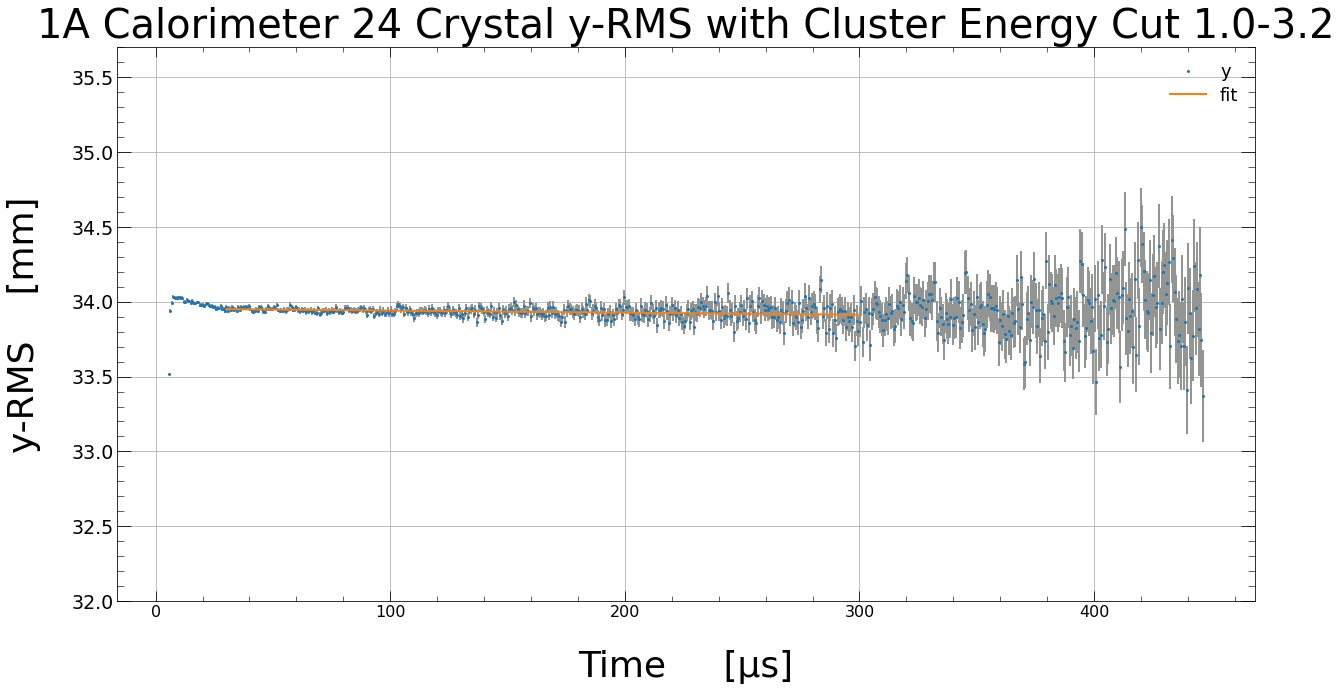 1A Calorimeter 24 Crystal y-RMS with Cluster Energy Cut 1.0-3.2
y
fit
y-RMS [mm]
35.5
35.0
34.5
34.0
33.5
33.0
32.5
32.0
0 100 200 300 400
Time [μs]